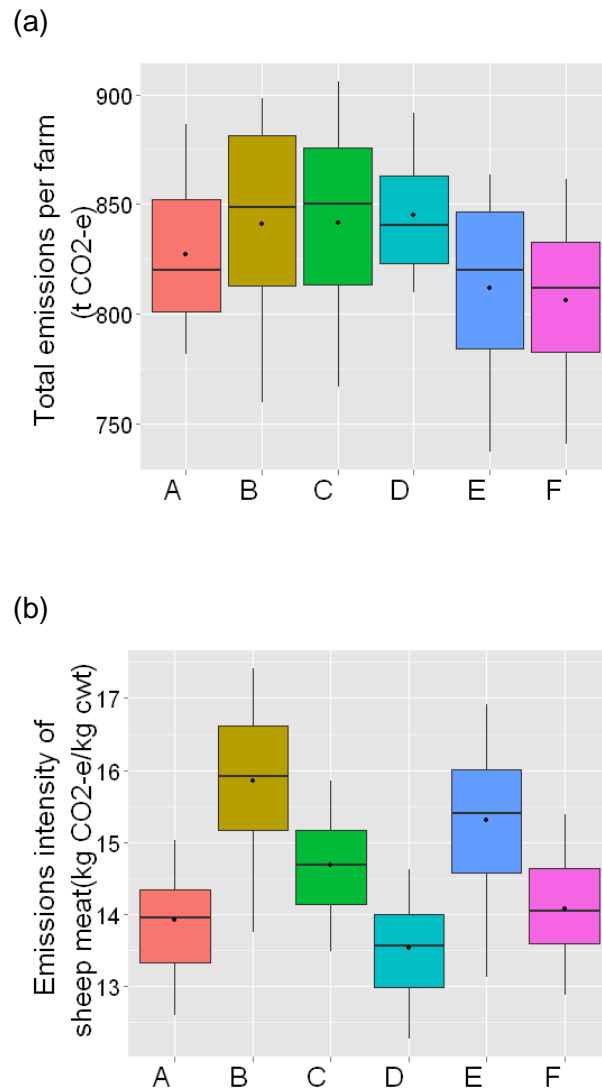 (a)
Total emissions per farm
(t CO2-e)
900
850
800
750
A B C D E F
(b)
Emissions intensity of
sheep meat(kg CO2-e/kg cwt)
17
16
15
14
13
A B C D E F